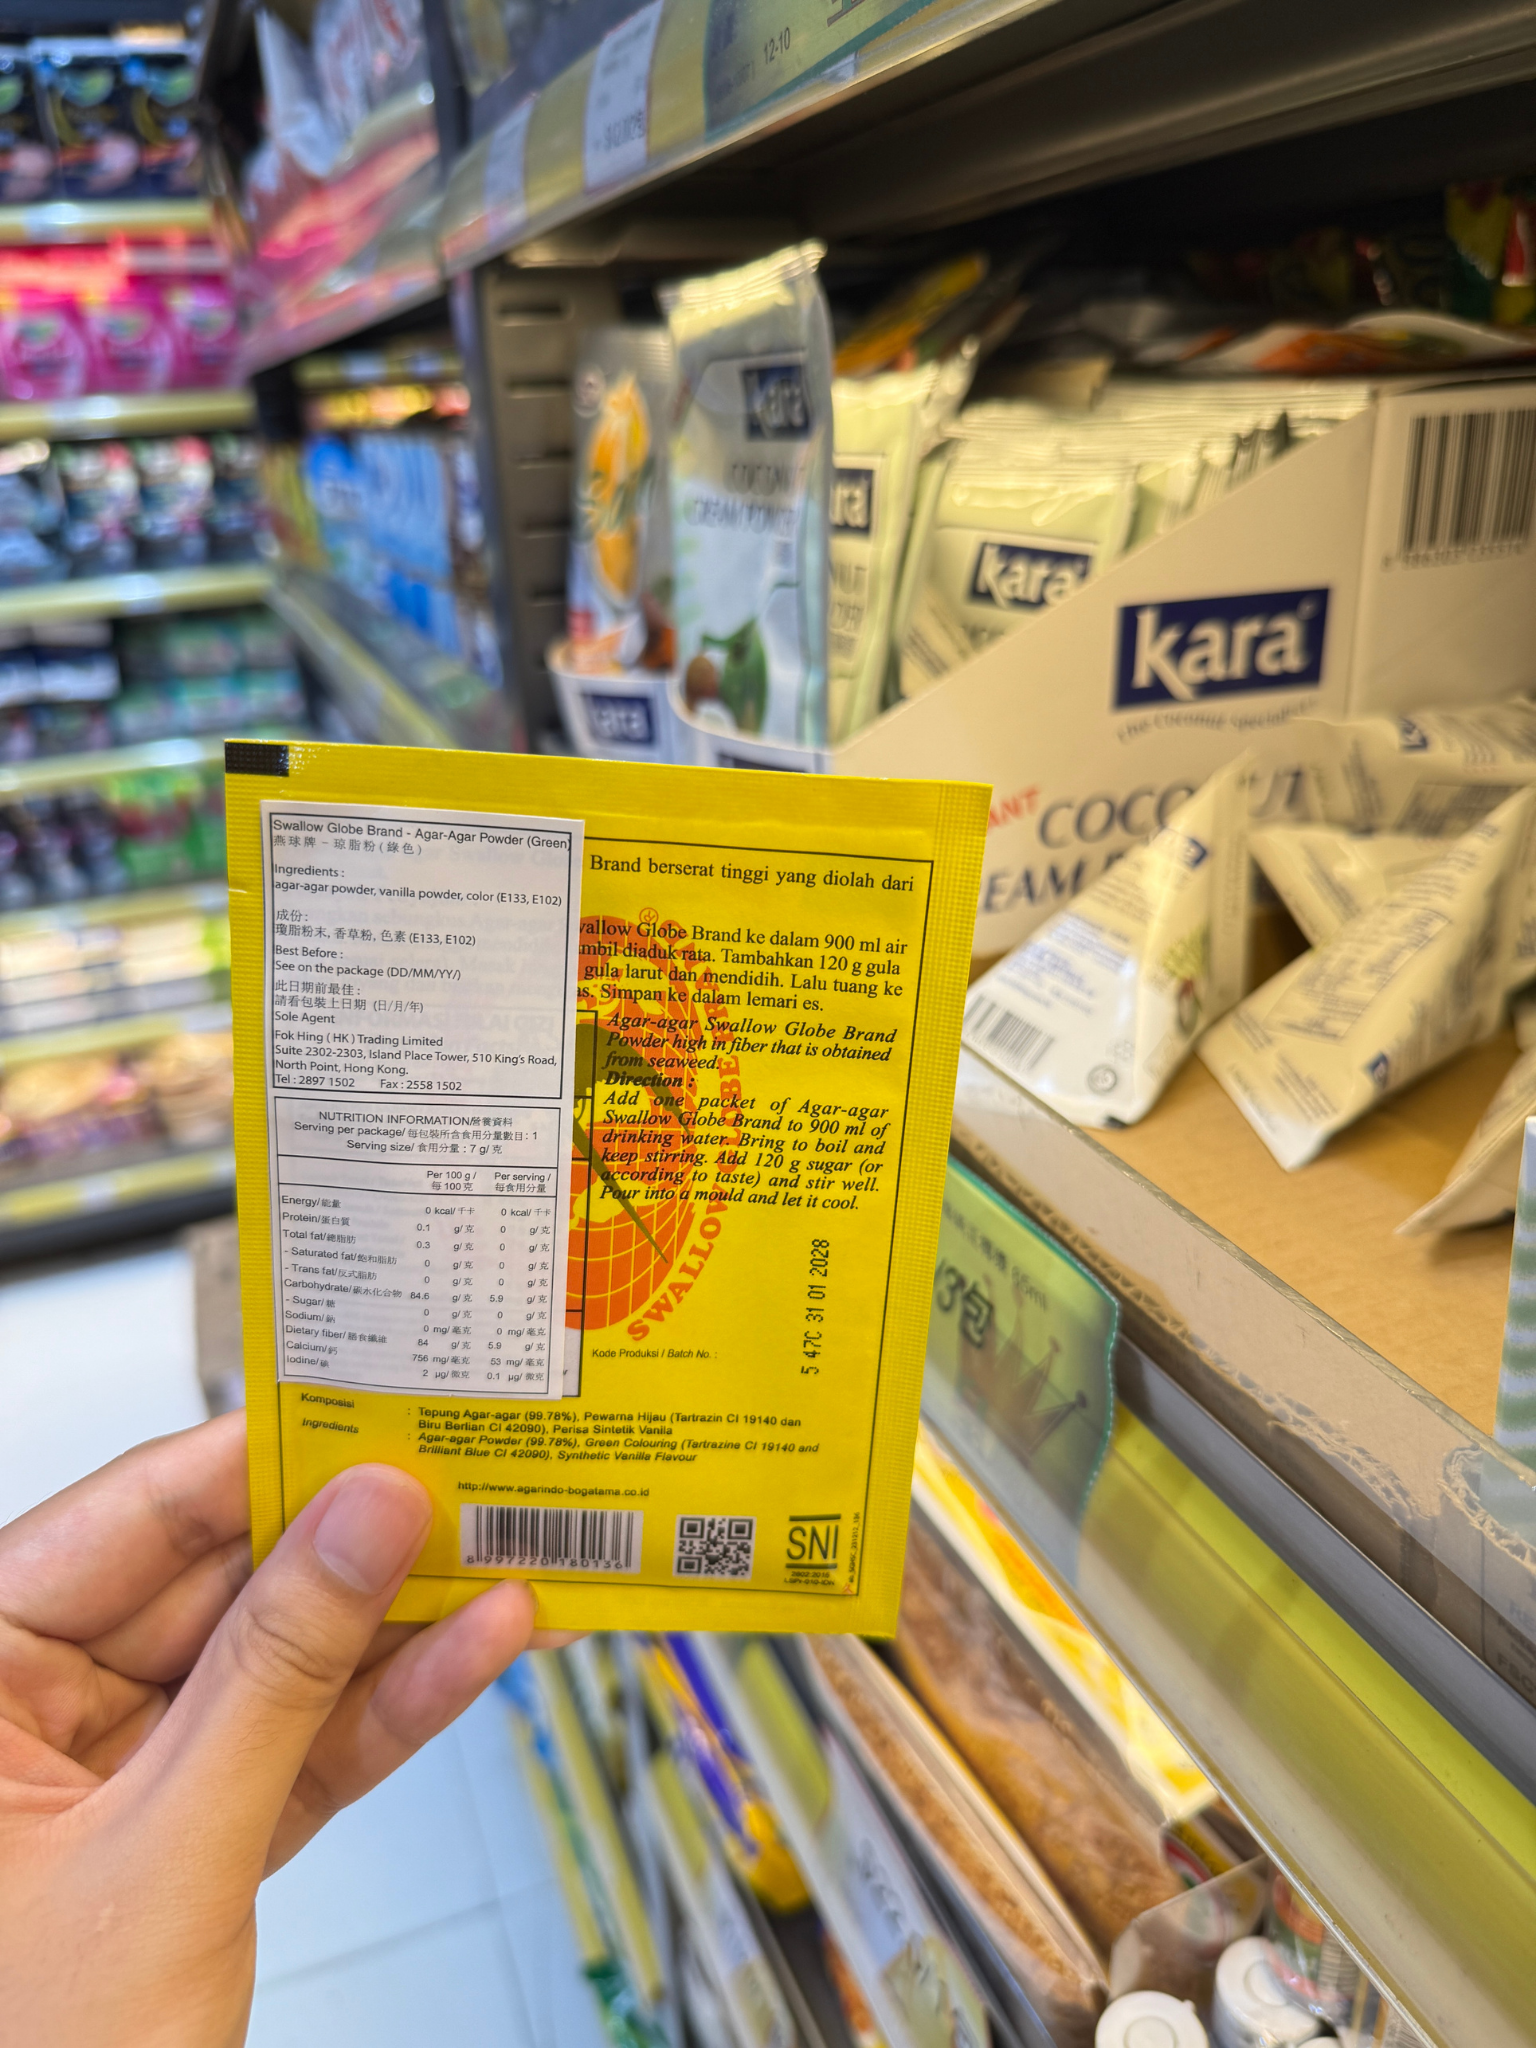 12-10
kara
COCONUT
CREAM POWDER
kara
kara
kara
the coconut specialist
COCO
EAM
Swallow Globe Brand - Agar-Agar Powder (Green)
燕球牌 - 琼脂粉 (綠色)
Ingredients :
agar-agar powder, vanilla powder, color (E133, E102)
成份:
瓊脂粉末, 香草粉, 色素 (E133, E102)
Best Before :
See on the package (DD/MM/YY/)
此日期前最佳:
請看包裝上日期 (日/月/年)
Sole Agent
Fok Hing ( HK ) Trading Limited
Suite 2302-2303, Island Place Tower, 510 King's Road,
North Point, Hong Kong.
Tel : 2897 1502 Fax : 2558 1502
NUTRITION INFORMATION/營養資料
Serving per package/ 每包裝所含食用分量數目: 1
Serving size/ 食用分量 : 7 g/ 克
Per 100 g / Per serving /
每 100 克 每食用分量
Energy/能量 0 kcal/ 千卡 0 kcal/ 千卡
Protein/蛋白質 0.1 g/ 克 0 g/ 克
Total fat/總脂肪 0.3 g/ 克 0 g/ 克
- Saturated fat/飽和脂肪 0 g/ 克 0 g/ 克
- Trans fat/反式脂肪 0 g/ 克 0 g/ 克
Carbohydrate/碳水化合物 84.6 g/ 克 5.9 g/ 克
- Sugar/ 糖 0 g/ 克 0 g/ 克
Sodium/鈉 0 mg/ 毫克 0 mg/ 毫克
Dietary fiber/ 膳食纖維 84 g/ 克 5.9 g/ 克
Calcium/鈣 756 mg/ 毫克 53 mg/ 毫克
Iodine/碘 2 µg/ 微克 0.1 µg/ 微克
Brand berserat tinggi yang diolah dari
wallow Globe Brand ke dalam 900 ml air
mbil diaduk rata. Tambahkan 120 g gula
gula larut dan mendidih. Lalu tuang ke
as. Simpan ke dalam lemari es.
Agar-agar Swallow Globe Brand
Powder high in fiber that is obtained
from seaweed.
Direction :
Add one packet of Agar-agar
Swallow Globe Brand to 900 ml of
drinking water. Bring to boil and
keep stirring. Add 120 g sugar (or
according to taste) and stir well.
Pour into a mould and let it cool.
SWALLOW GLOBE BRAND
5 47C 31 01 2028
Kode Produksi / Batch No. :
Komposisi : Tepung Agar-agar (99.78%), Pewarna Hijau (Tartrazin CI 19140 dan
Biru Berlian CI 42090), Perisa Sintetik Vanila
Ingredients : Agar-agar Powder (99.78%), Green Colouring (Tartrazine CI 19140 and
Brilliant Blue CI 42090), Synthetic Vanilla Flavour
http://www.agarindo-bogatama.co.id
8 997220 180136
SNI
3包